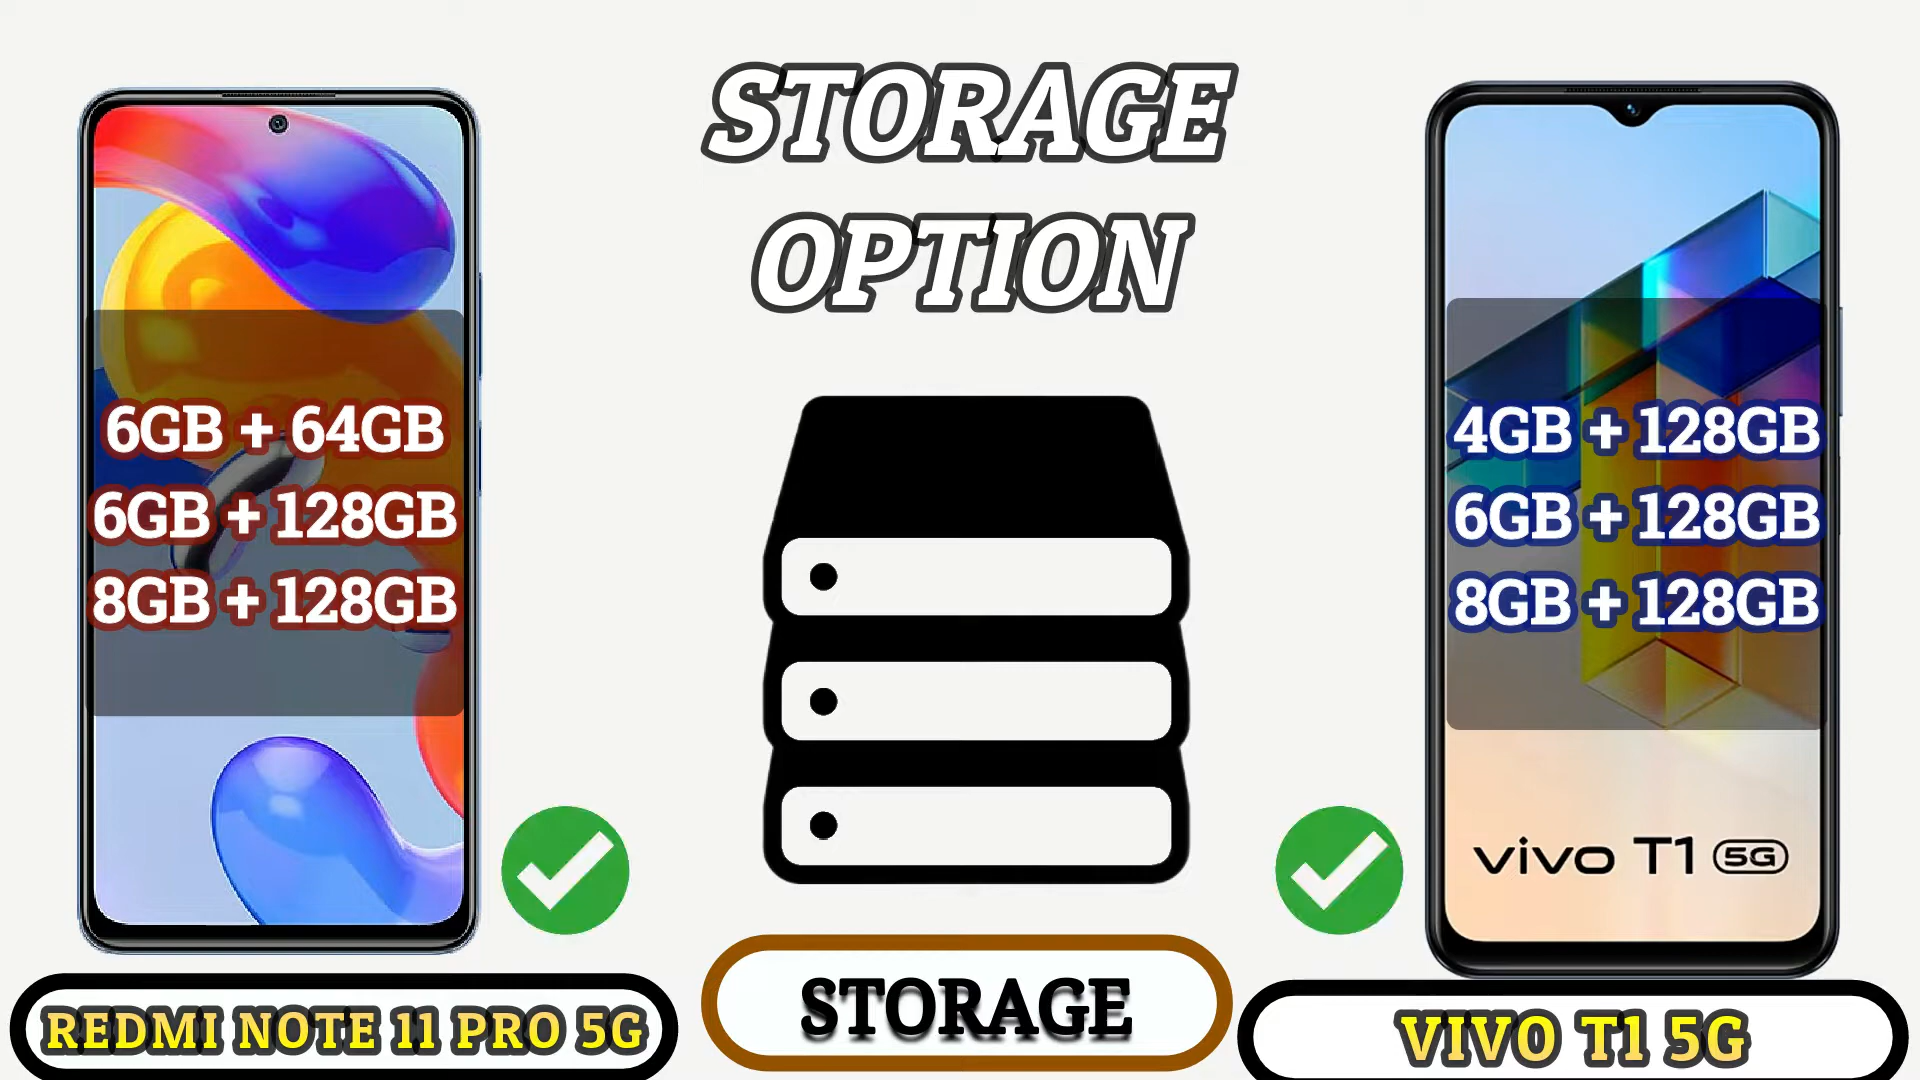 STORAGE
OPTION
6GB + 64GB
6GB + 128GB
8GB + 128GB
4GB + 128GB
6GB + 128GB
8GB + 128GB
vivo T1 5G
REDMI NOTE 11 PRO 5G
STORAGE
VIVO T1 5G